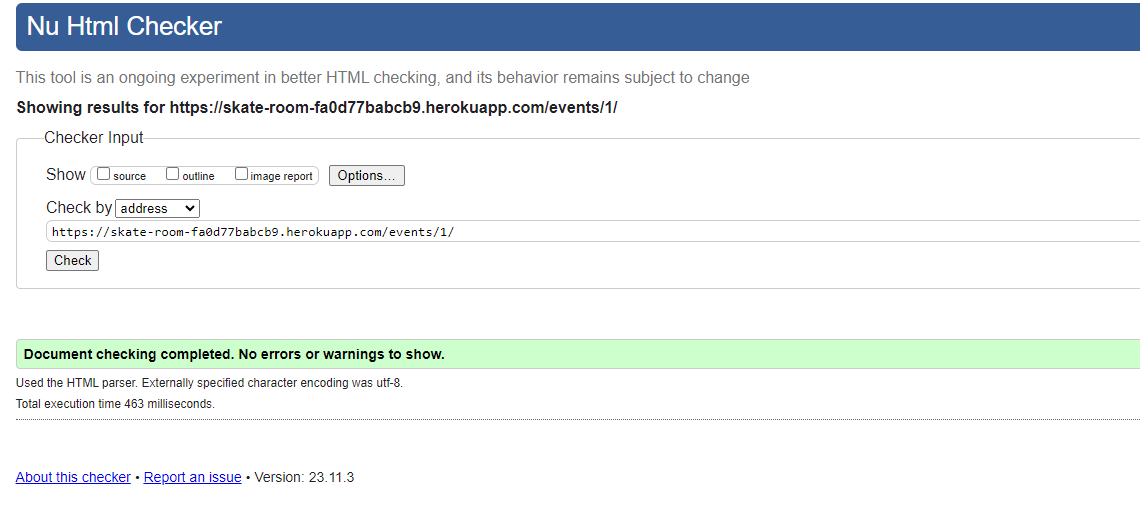 Nu Html Checker
This tool is an ongoing experiment in better HTML checking, and its behavior remains subject to change
Showing results for https://skate-room-fa0d77babcb9.herokuapp.com/events/1/
Checker Input
Show source outline image report Options...
Check by address
https://skate-room-fa0d77babcb9.herokuapp.com/events/1/
Check
Document checking completed. No errors or warnings to show.
Used the HTML parser. Externally specified character encoding was utf-8.
Total execution time 463 milliseconds.
About this checker • Report an issue • Version: 23.11.3